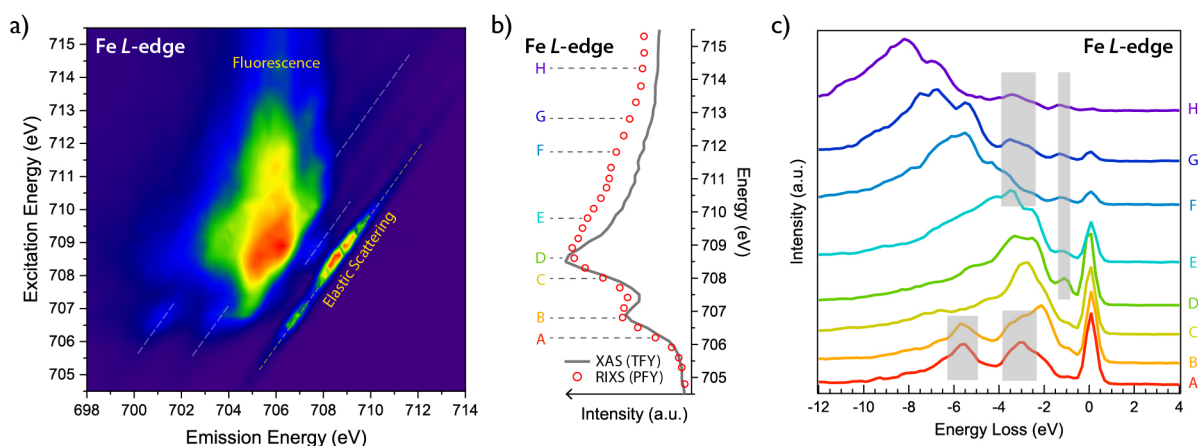 a)
Fe L-edge
Fluorescence
Elastic Scattering
Excitation Energy (eV)
715
714
713
712
711
710
709
708
707
706
705
698 700 702 704 706 708 710 712 714
Emission Energy (eV)
b)
H
G
F
E
D
C
B
A
XAS (TFY)
RIXS (PFY)
Intensity (a.u.)
715
714
713
712
711
710
709
708
707
706
705
Energy (eV)
c)
Fe L-edge
Intensity (a.u.)
H
G
F
E
D
C
B
A
-12 -10 -8 -6 -4 -2 0 2 4
Energy Loss (eV)